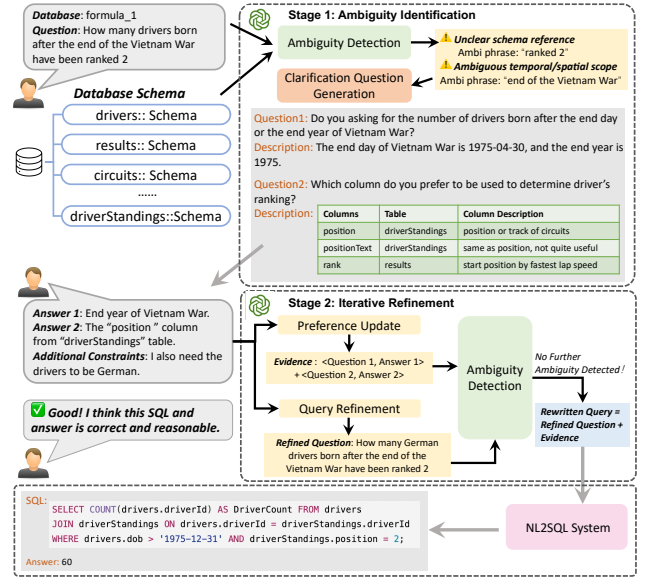 Database: formula_1
Question: How many drivers born
after the end of the Vietnam War
have been ranked 2
Database Schema
drivers:: Schema
results:: Schema
circuits:: Schema
......
driverStandings::Schema
Stage 1: Ambiguity Identification
Ambiguity Detection
Unclear schema reference
Ambi phrase: "ranked 2"
Ambiguous temporal/spatial scope
Ambi phrase: "end of the Vietnam War"
Clarification Question
Generation
Question1: Do you asking for the number of drivers born after the end day
or the end year of Vietnam War?
Description: The end day of Vietnam War is 1975-04-30, and the end year is
1975.
Question2: Which column do you prefer to be used to determine driver's
ranking?
Description:
Columns Table Column Description
position driverStandings position or track of circuits
positionText driverStandings same as position, not quite useful
rank results start position by fastest lap speed
Answer 1: End year of Vietnam War.
Answer 2: The "position " column
from "driverStandings" table.
Additional Constraints: I also need the
drivers to be German.
Good! I think this SQL and
answer is correct and reasonable.
Stage 2: Iterative Refinement
Preference Update
Evidence : <Question 1, Answer 1>
+ <Question 2, Answer 2>
Query Refinement
Refined Question: How many German
drivers born after the end of the
Vietnam War have been ranked 2
Ambiguity
Detection
No Further
Ambiguity Detected!
Rewritten Query =
Refined Question +
Evidence
NL2SQL System
SQL:
SELECT COUNT(drivers.driverId) AS DriverCount FROM drivers
JOIN driverStandings ON drivers.driverId = driverStandings.driverId
WHERE drivers.dob > '1975-12-31' AND driverStandings.position = 2;
Answer: 60